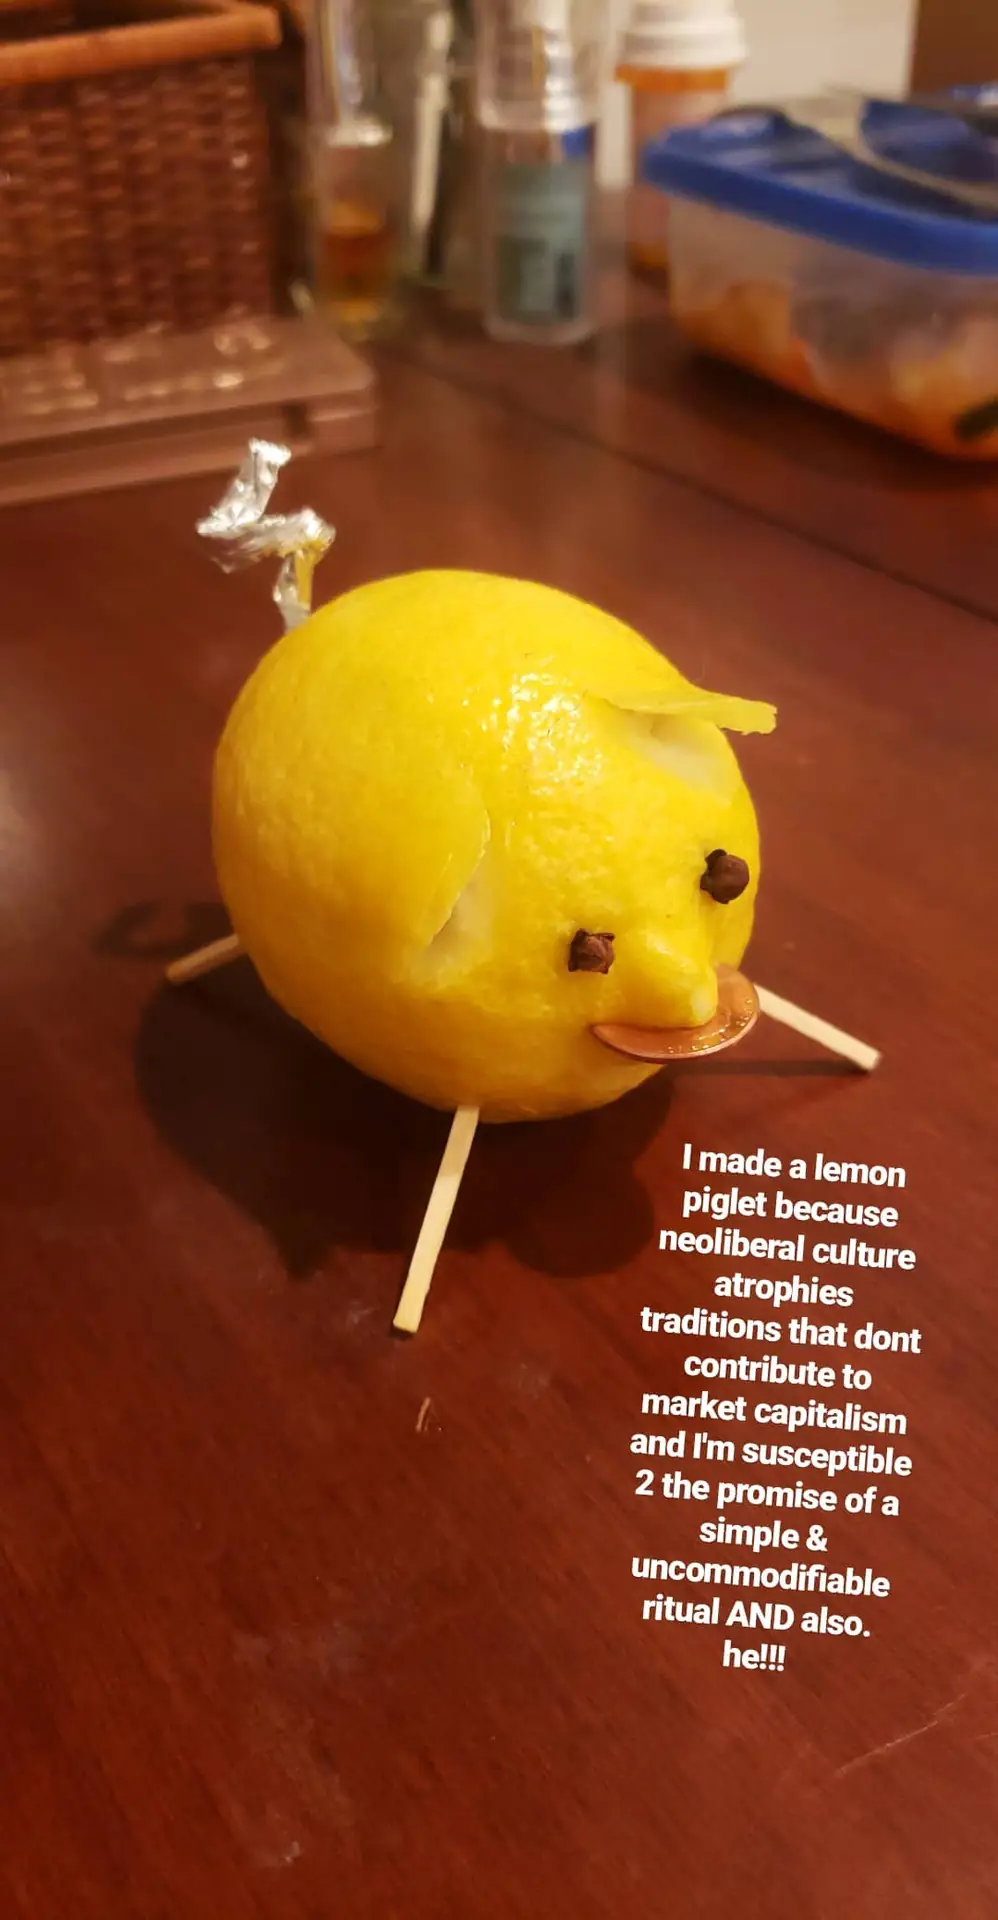 I made a lemon
piglet because
neoliberal culture
atrophies
traditions that dont
contribute to
market capitalism
and I'm susceptible
2 the promise of a
simple &
uncommodifiable
ritual AND also.
he!!!